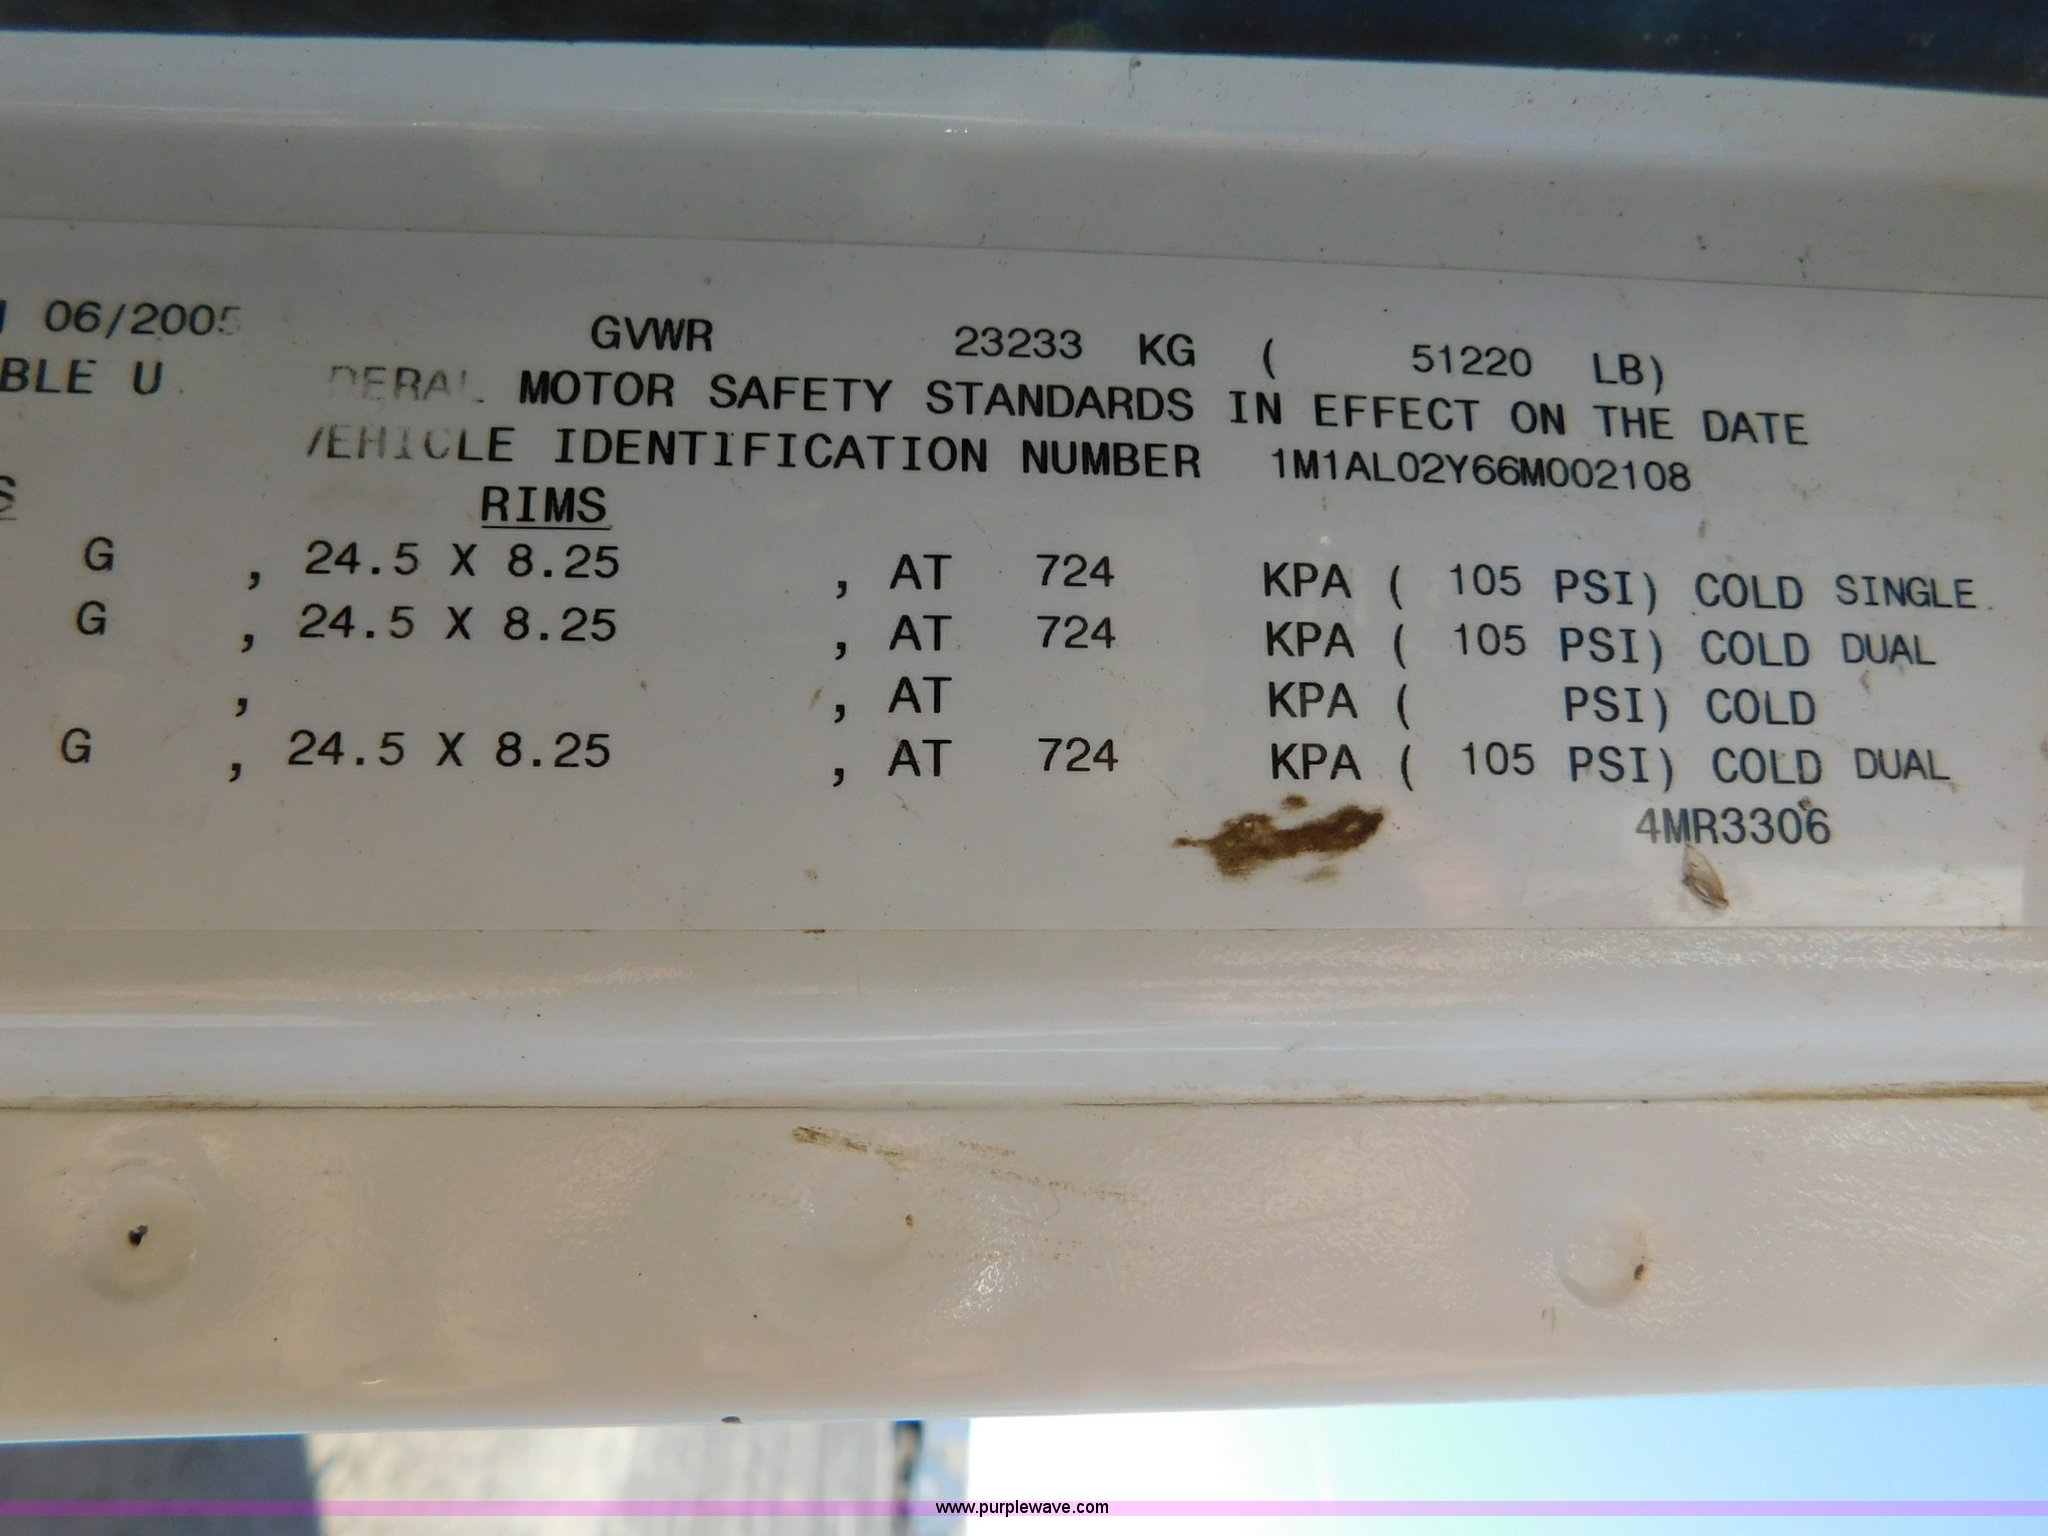 06/2005 GVWR 23233 KG ( 51220 LB)
BLE U DERAL MOTOR SAFETY STANDARDS IN EFFECT ON THE DATE
VEHICLE IDENTIFICATION NUMBER 1M1AL02Y66M002108
S RIMS
G , 24.5 X 8.25 , AT 724 KPA ( 105 PSI) COLD SINGLE
G , 24.5 X 8.25 , AT 724 KPA ( 105 PSI) COLD DUAL
, , AT KPA ( PSI) COLD
G , 24.5 X 8.25 , AT 724 KPA ( 105 PSI) COLD DUAL
4MR3306
www.purplewave.com